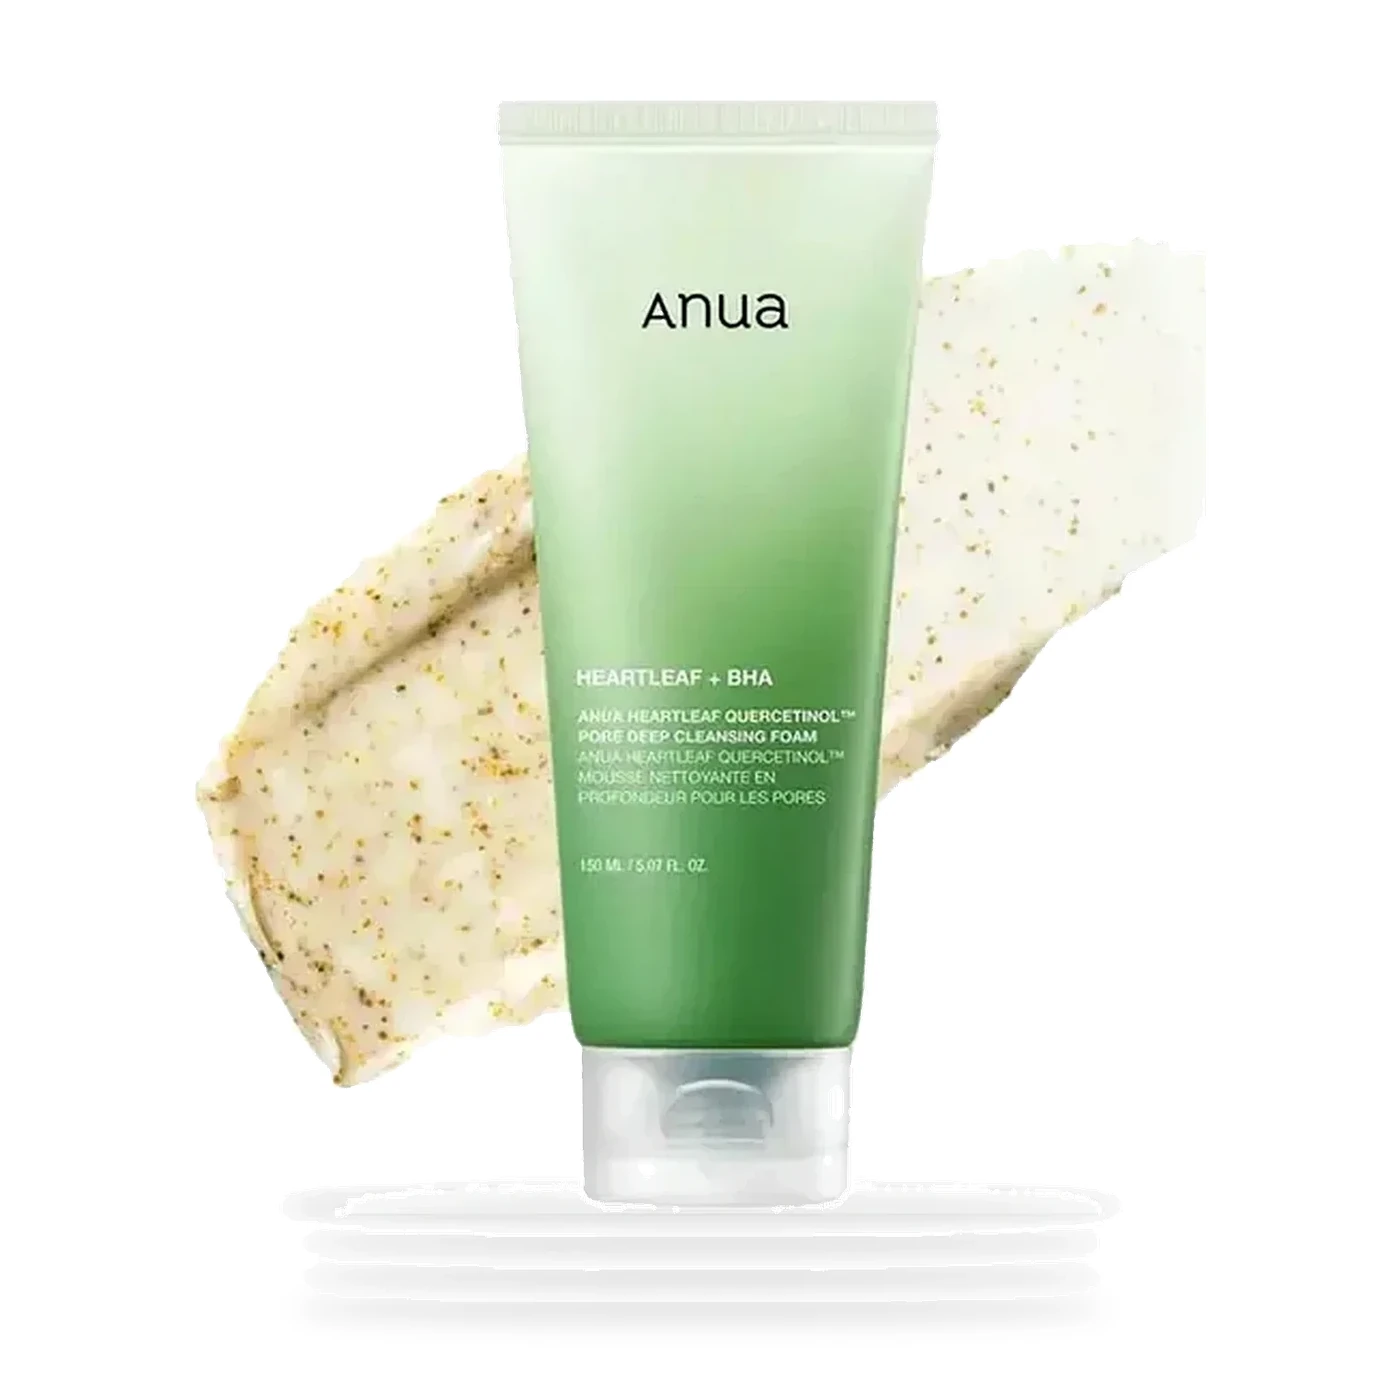 Anua
HEARTLEAF + BHA
ANUA HEARTLEAF QUERCETINOL™
PORE DEEP CLEANSING FOAM
ANUA HEARTLEAF QUERCETINOL™
MOUSSE NETTOYANTE EN
PROFONDEUR POUR LES PORES
150 ML / 5.07 FL. OZ.